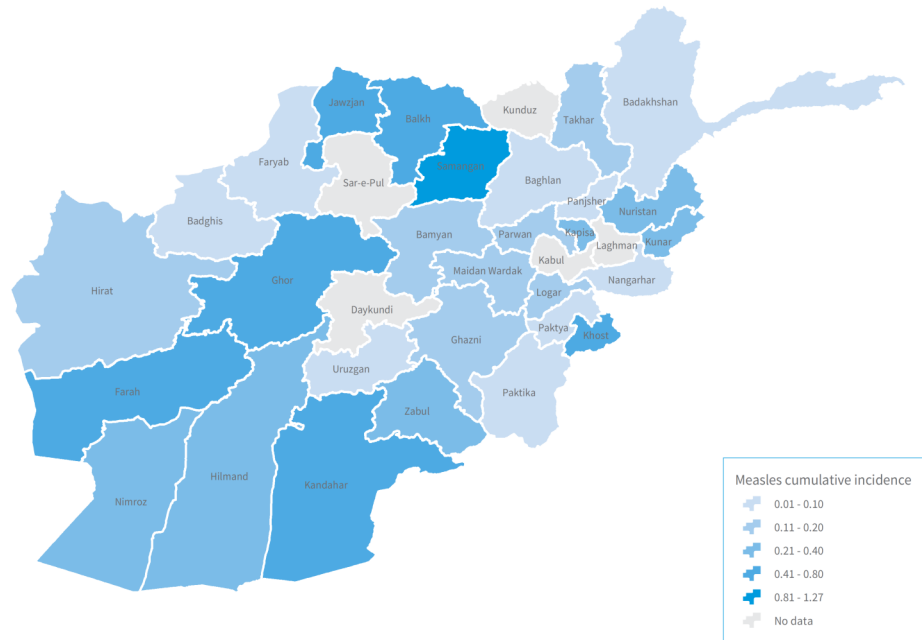 Jawzjan
Balkh
Kunduz
Takhar
Badakhshan
Faryab
Sar-e-Pul
Baghlan
Panjsher
Badghis
Nuristan
Bamyan
Parwan
Kapisa
Laghman
Kunar
Kabul
Hirat
Ghor
Maidan Wardak
Nangarhar
Logar
Daykundi
Paktya
Khost
Ghazni
Uruzgan
Farah
Paktika
Zabul
Kandahar
Hilmand
Nimroz
Measles cumulative incidence
0.01 - 0.10
0.11 - 0.20
0.21 - 0.40
0.41 - 0.80
0.81 - 1.27
No data